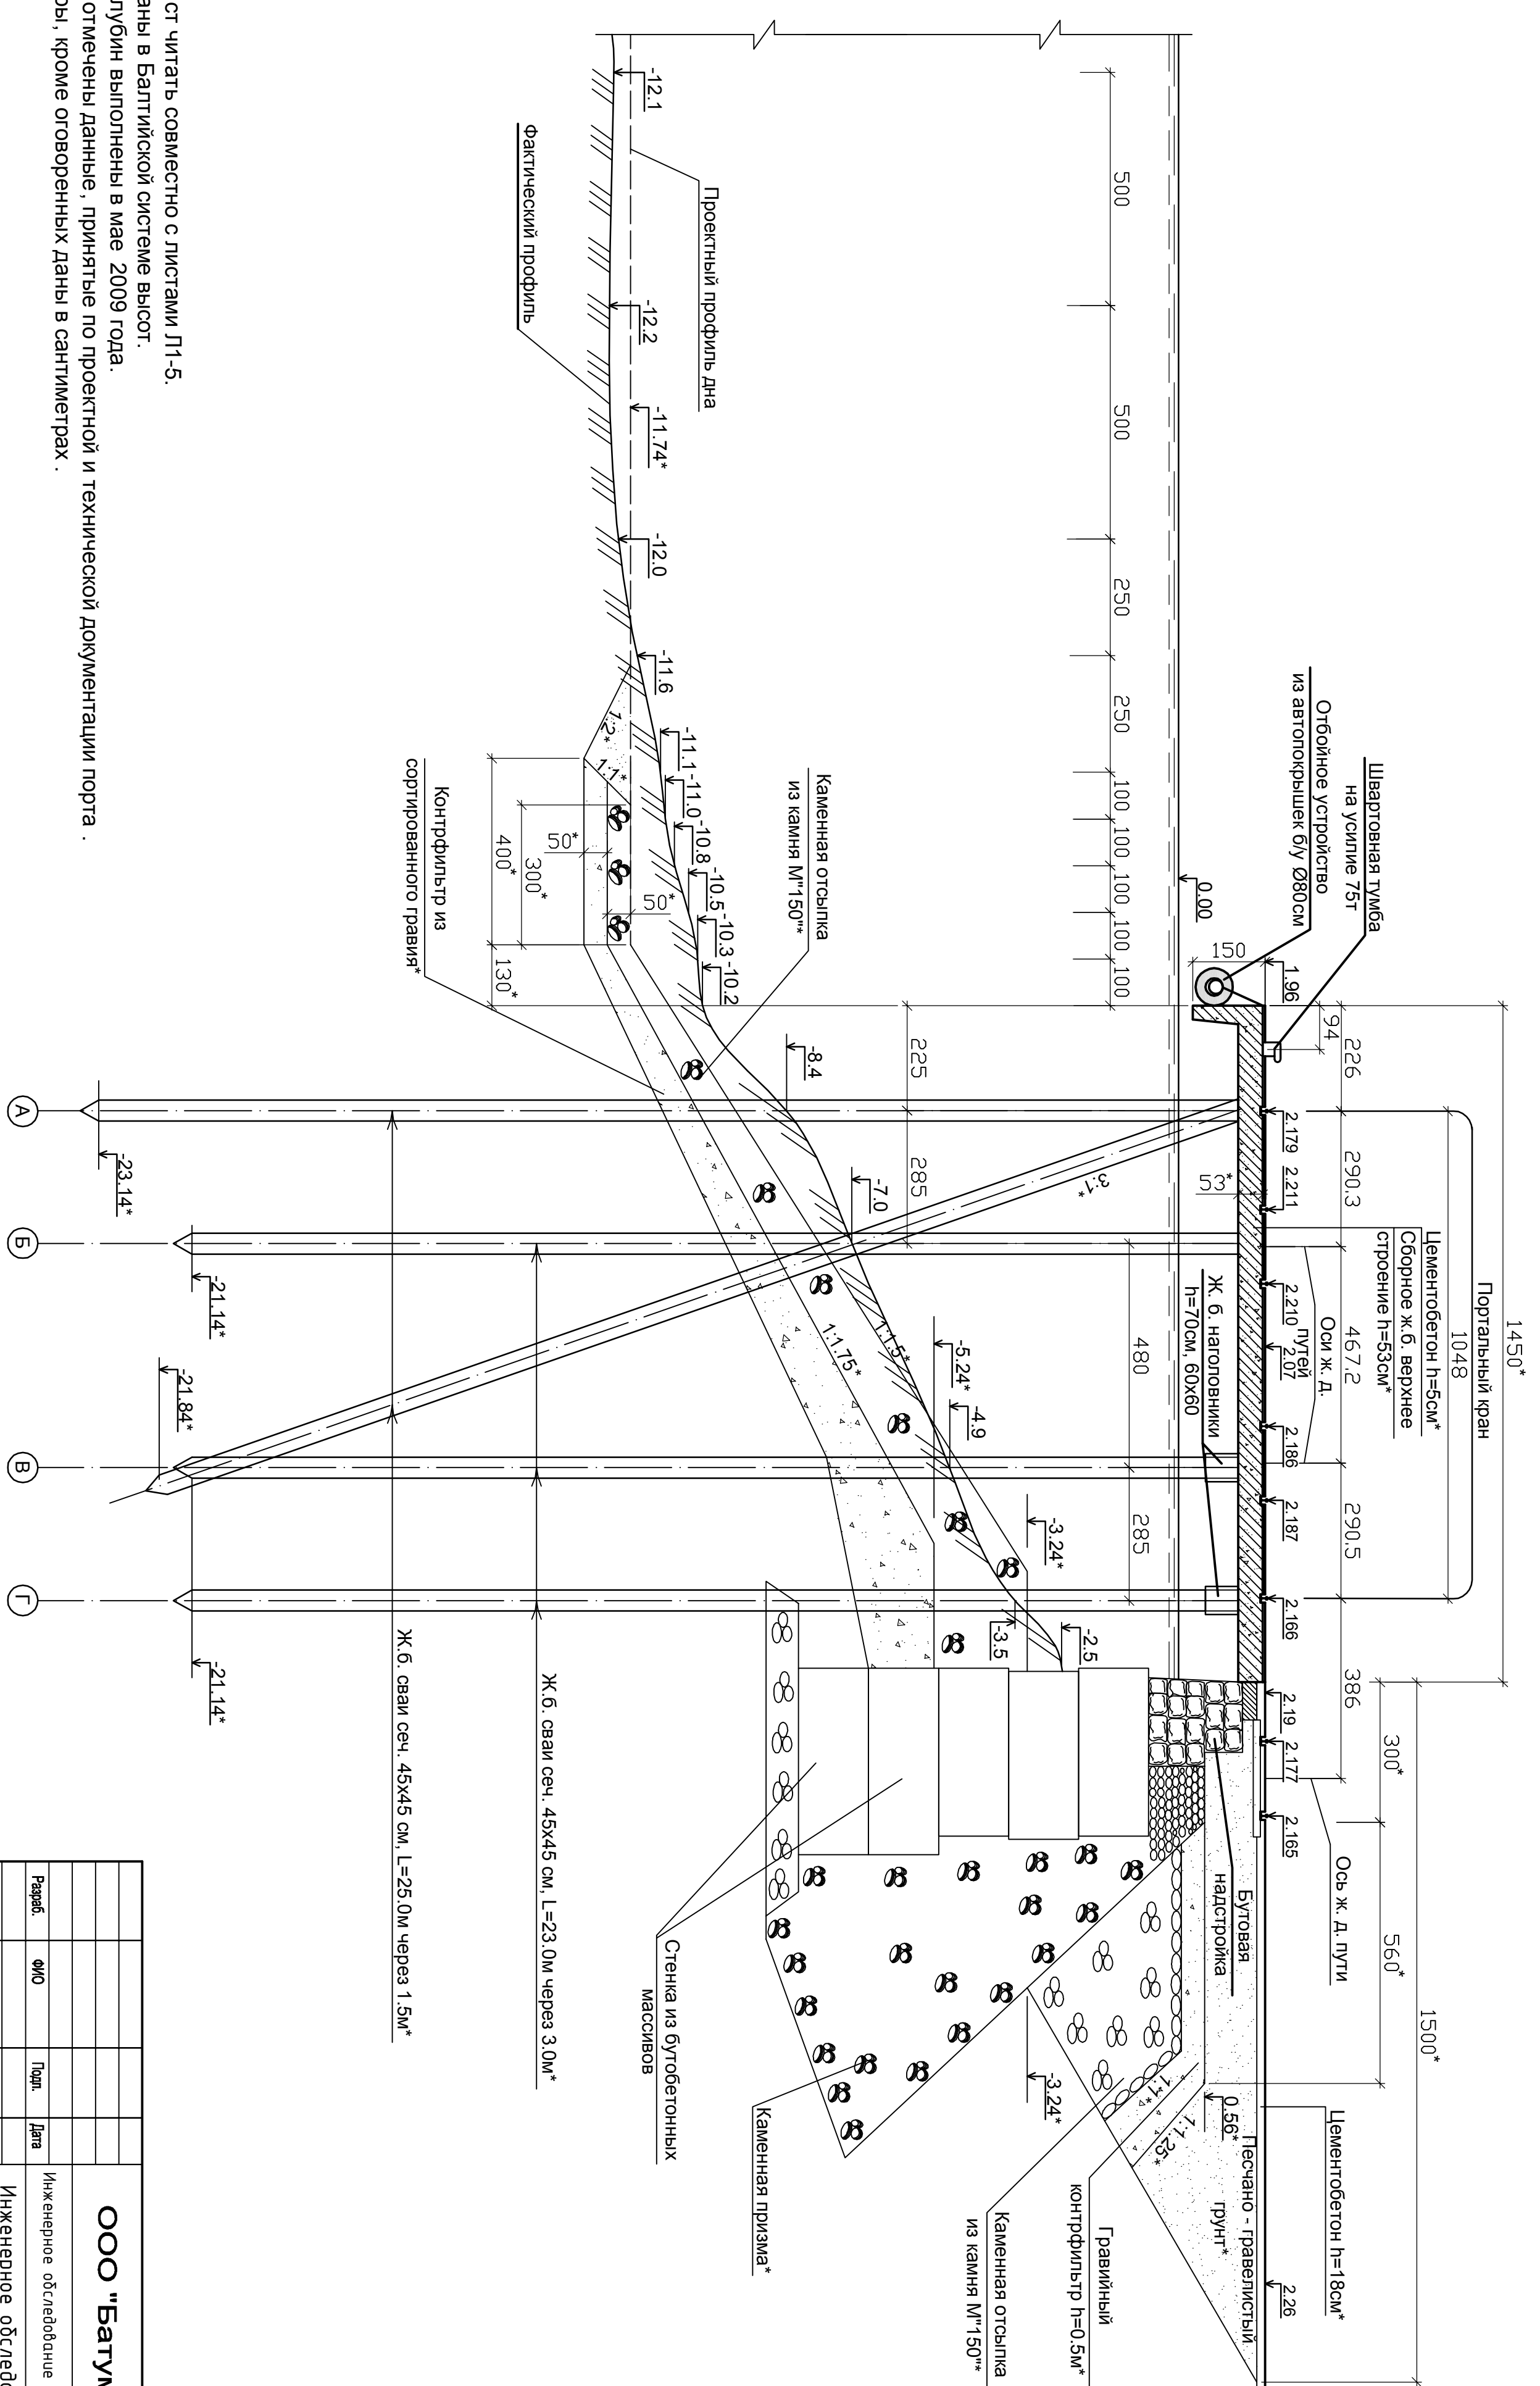 1450*
1500*
Портальный кран
1048
300*
560*
226
290.3
467.2
290.5
386
94
Швартовная тумба
на усилие 75т
Отбойное устройство
из автопокрышек б/у Ø80см
Цементобетон h=5см*
Сборное ж.б. верхнее
строение h=53см*
Оси ж. д.
путей
Ось ж. д. пути
Цементобетон h=18см*
1.96
2.179
2.211
2.210
2.07
2.186
2.187
2.166
2.19
2.177
2.165
2.26
150
53*
Ж. б. наголовники
h=70см, 60х60
Бутовая
надстройка
Песчано - гравелистый
грунт*
0.56*
0.00
3:1*
1:1*
1:1.25*
500
500
250
250
100
100
100
100
100
480
285
225
285
-3.24*
-3.24*
-2.5
-3.5
-4.9
-5.24*
-7.0
-8.4
1:1.5*
1:1.75*
Гравийный
контрфильтр h=0.5м*
Каменная отсыпка
из камня М"150"*
Каменная отсыпка
из камня М"150"*
Каменная призма*
Стенка из бутобетонных
массивов
Проектный профиль дна
-12.1
-12.2
-11.74*
-12.0
-11.6
-11.1
-11.0
-10.8
-10.5
-10.3
-10.2
Фактический профиль
1:2*
1:1*
50*
50*
300*
400*
130*
Контрфильтр из
сортированного гравия*
Ж.б. сваи сеч. 45х45 см, L=23.0м через 3.0м*
Ж.б. сваи сеч. 45х45 см, L=25.0м через 1.5м*
-23.14*
-21.14*
-21.84*
-21.14*
А
Б
В
Г
ст читать совместно с листами Л1-5.
аны в Балтийской системе высот.
лубин выполнены в мае 2009 года.
отмечены данные, принятые по проектной и технической документации порта .
ры, кроме оговоренных даны в сантиметрах .
ООО "Батум
Инженерное обследование
Разраб.
ФИО
Подп.
Дата
Инженерное обслед